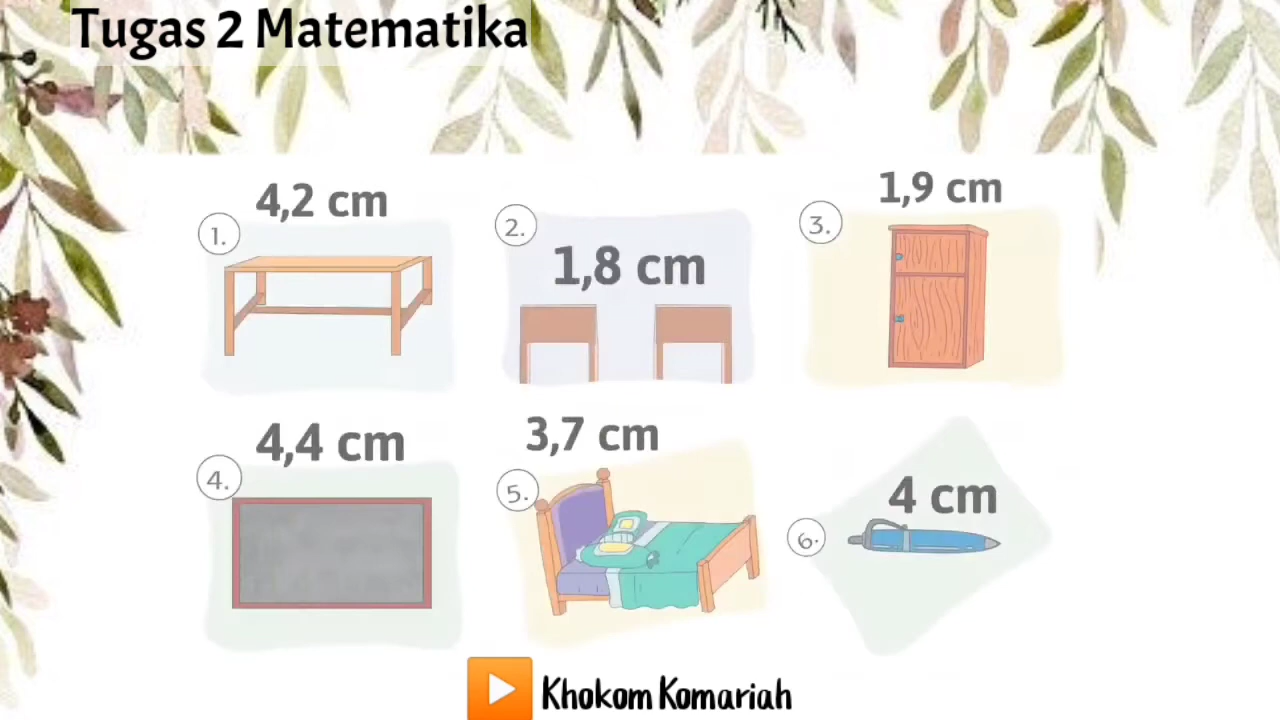 Tugas 2 Matematika
4,2 cm
1.
2.
1,8 cm
1,9 cm
3.
4,4 cm
4.
3,7 cm
5.
4 cm
6.
Khokom Komariah